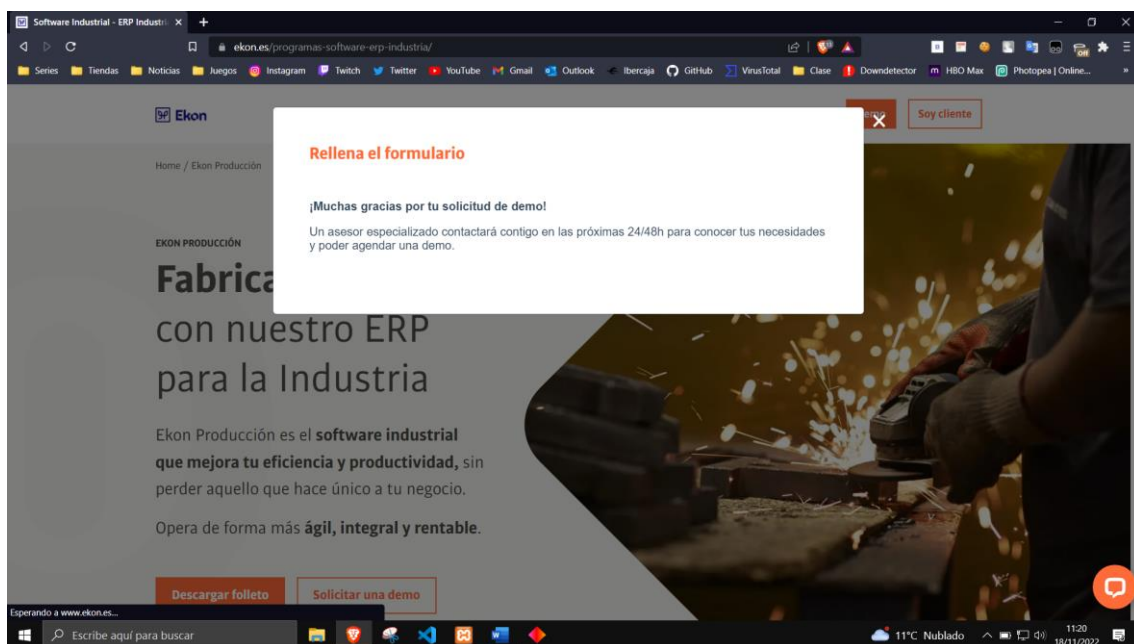 Software Industrial - ERP Industri
ekon.es/programas-software-erp-industria/
Series Tiendas Noticias Juegos Instagram Twitch Twitter YouTube Gmail Outlook Ibercaja GitHub VirusTotal Clase Downdetector HBO Max Photopea | Online... »
Ekon
Soy cliente
Rellena el formulario
Home / Ekon Producción
¡Muchas gracias por tu solicitud de demo!
Un asesor especializado contactará contigo en las próximas 24/48h para conocer tus necesidades
y poder agendar una demo.
EKON PRODUCCIÓN
Fabrica
con nuestro ERP
para la Industria
Ekon Producción es el software industrial
que mejora tu eficiencia y productividad, sin
perder aquello que hace único a tu negocio.
Opera de forma más ágil, integral y rentable.
Descargar folleto
Solicitar una demo
Esperando a www.ekon.es...
Escribe aquí para buscar
11°C Nublado
11:20
18/11/2022